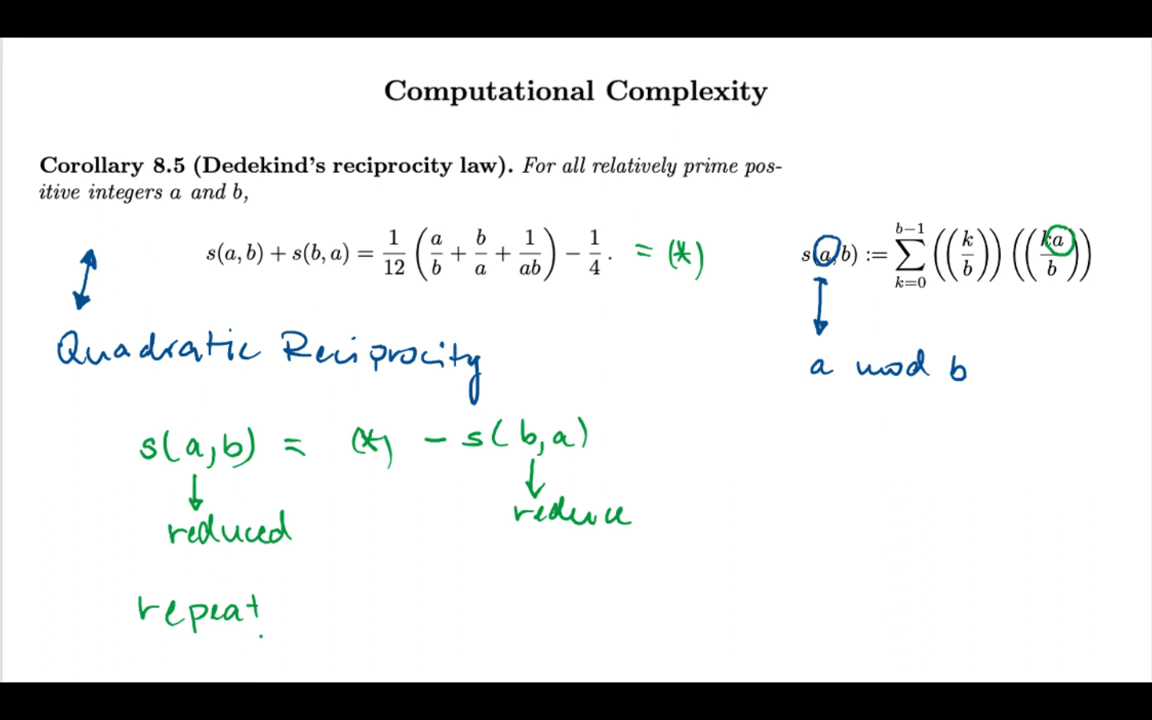 Computational Complexity
Corollary 8.5 (Dedekind's reciprocity law). For all relatively prime pos-
itive integers a and b,
s(a, b) + s(b, a) = 1/12 (a/b + b/a + 1/ab) − 1/4 . = (*)
s(a, b) := ∑_{k=0}^{b−1} ((k/b)) ((ka/b))
Quadratic Reciprocity
a mod b
s(a,b) = (*) - s(b,a)
reduced
reduce
repeat